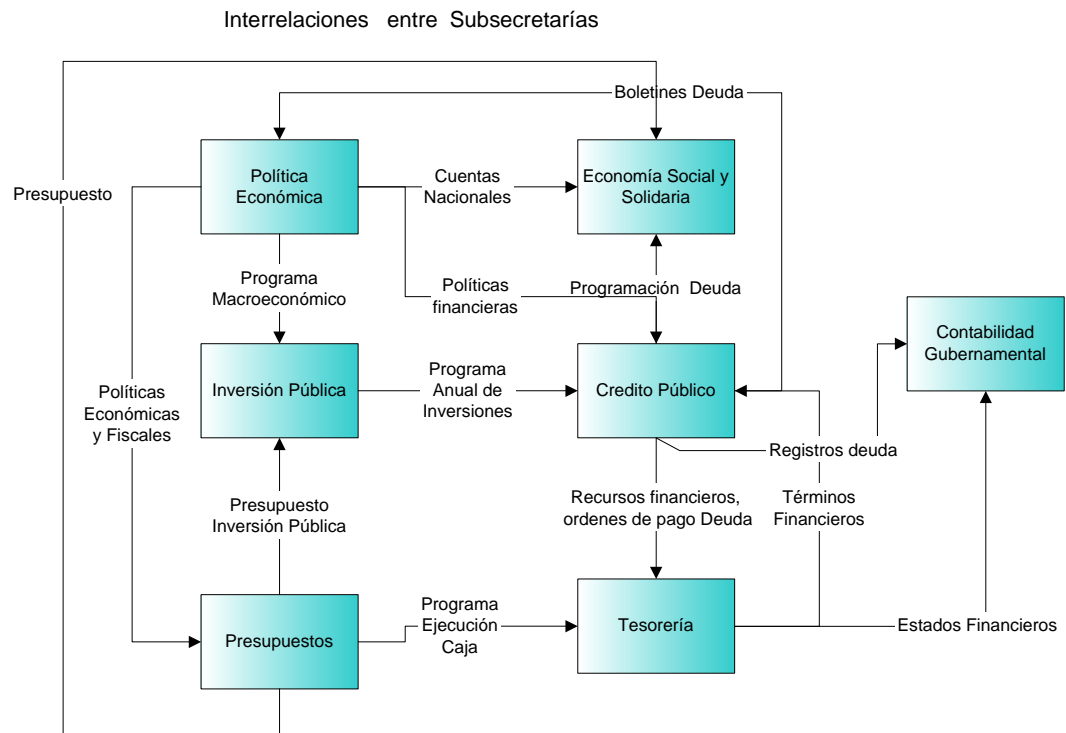 Interrelaciones entre Subsecretarías
Boletines Deuda
Política
Económica
Cuentas
Nacionales
Economía Social y
Solidaria
Presupuesto
Programa
Macroeconómico
Políticas
financieras
Programación Deuda
Contabilidad
Gubernamental
Inversión Pública
Programa
Anual de
Inversiones
Credito Público
Políticas
Económicas
y Fiscales
Registros deuda
Presupuesto
Inversión Pública
Recursos financieros,
ordenes de pago Deuda
Términos
Financieros
Presupuestos
Programa
Ejecución
Caja
Tesorería
Estados Financieros